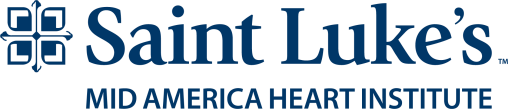 Saint Luke's™
MID AMERICA HEART INSTITUTE